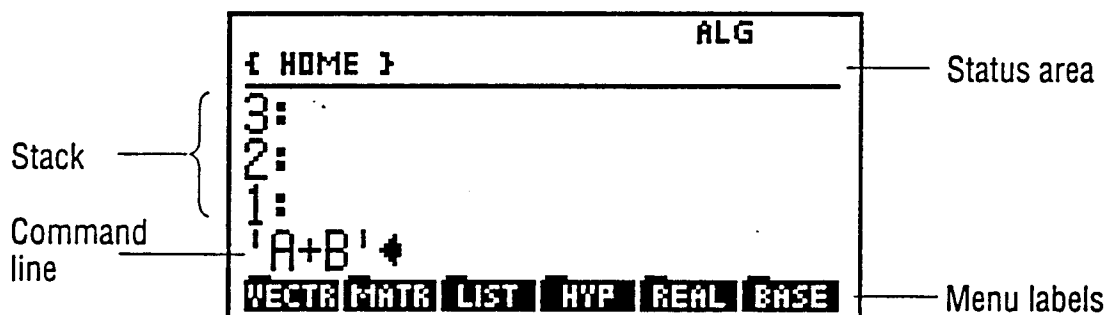 ALG
{ HOME }
Status area
3:
2:
1:
Stack
Command
line
'A+B'
VECTR MATR LIST HYP REAL BASE
Menu labels